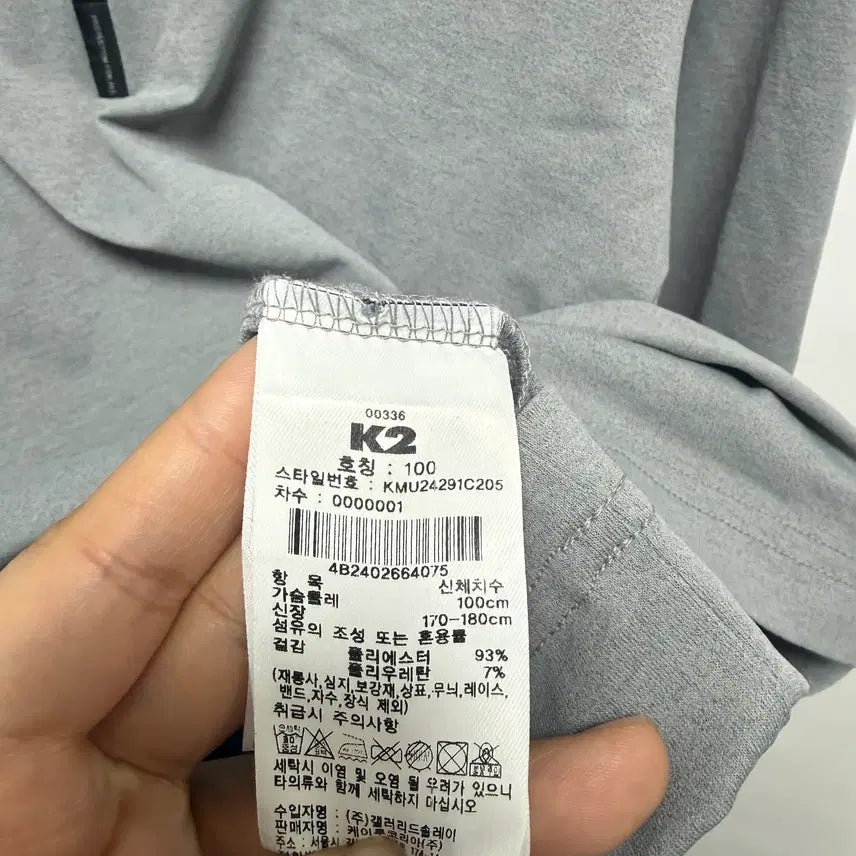 00336
K2
호칭 : 100
스타일번호 : KMU24291C205
차수 : 0000001
4B2402664075
항 목 신체치수
가슴둘레 100cm
신장 170-180cm
섬유의 조성 또는 혼용률
겉감 폴리에스터 93%
폴리우레탄 7%
(재봉사,심지,보강재,상표,무늬,레이스,
밴드,자수,장식 제외)
취급시 주의사항
세탁시 이염 및 오염 될 우려가 있으니
타의류와 함께 세탁하지 마십시오
수입자명 : (주)갤러리드솔레이
판매자명 : 케이투코리아(주)
주소 : 서울시